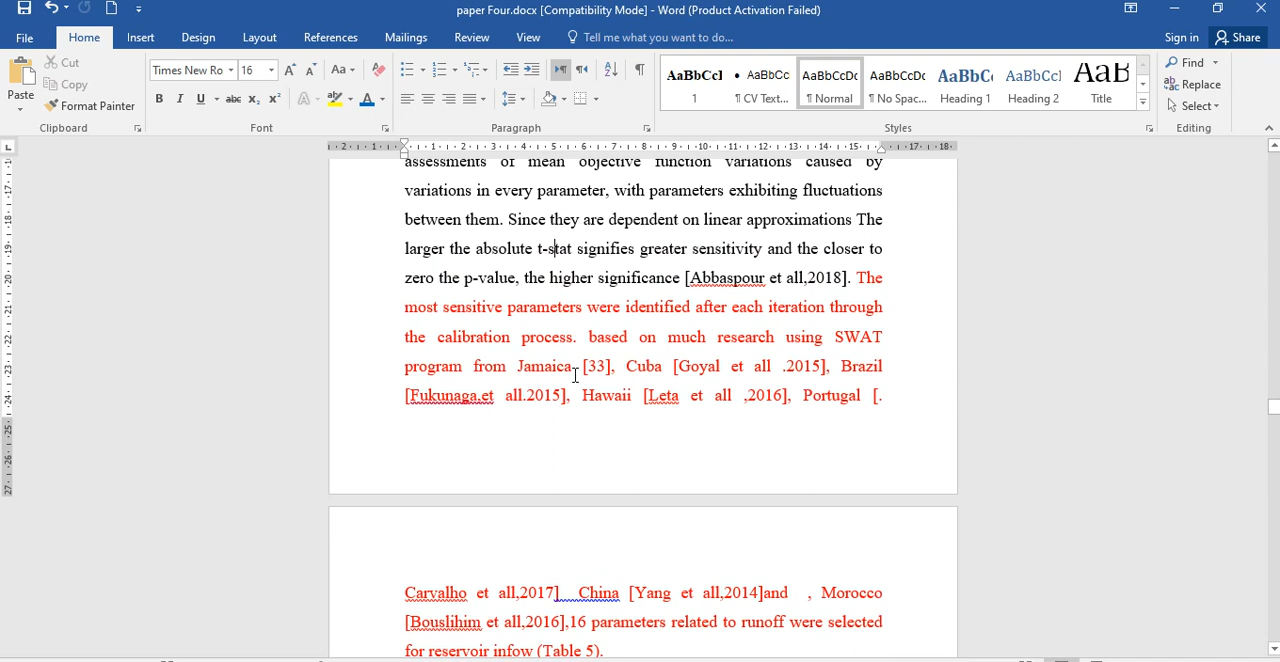 paper Four.docx [Compatibility Mode] - Word (Product Activation Failed)
File Home Insert Design Layout References Mailings Review View Tell me what you want to do... Sign in Share
Paste Cut Copy Format Painter
Times New Ro 16
AaBbCcI AaBbCc AaBbCcDc AaBbCcDc AaBbC AaBbCcI AaB
1 ¶ CV Text... ¶ Normal ¶ No Spac... Heading 1 Heading 2 Title
Find
Replace
Select
Clipboard Font Paragraph Styles Editing
assessments of mean objective function variations caused by
variations in every parameter, with parameters exhibiting fluctuations
between them. Since they are dependent on linear approximations The
larger the absolute t-stat signifies greater sensitivity and the closer to
zero the p-value, the higher significance [Abbaspour et all,2018]. The
most sensitive parameters were identified after each iteration through
the calibration process. based on much research using SWAT
program from Jamaica [33], Cuba [Goyal et all .2015], Brazil
[Fukunaga,et all.2015], Hawaii [Leta et all ,2016], Portugal [.
Carvalho et all,2017] China [Yang et all,2014]and , Morocco
[Bouslihim et all,2016],16 parameters related to runoff were selected
for reservoir infow (Table 5).